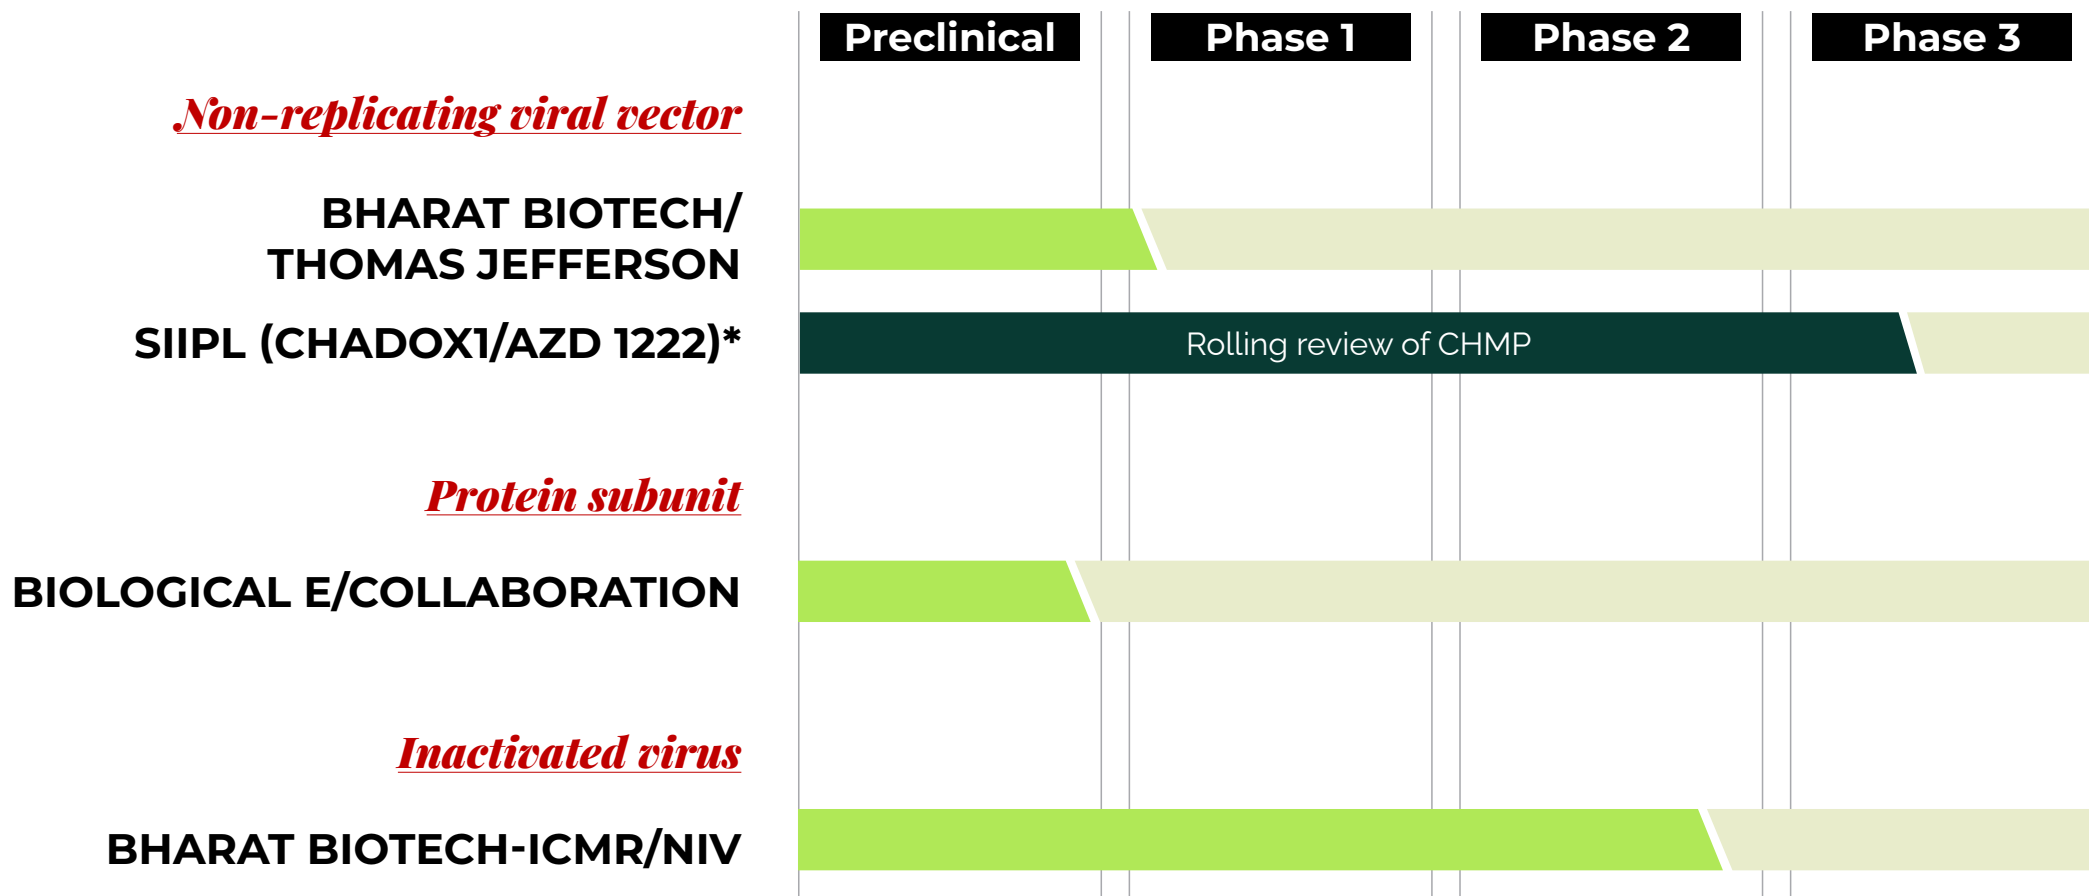 Preclinical Phase 1 Phase 2 Phase 3
Non-replicating viral vector
BHARAT BIOTECH/
THOMAS JEFFERSON
SIIPL (CHADOX1/AZD 1222)*
Rolling review of CHMP
Protein subunit
BIOLOGICAL E/COLLABORATION
Inactivated virus
BHARAT BIOTECH-ICMR/NIV